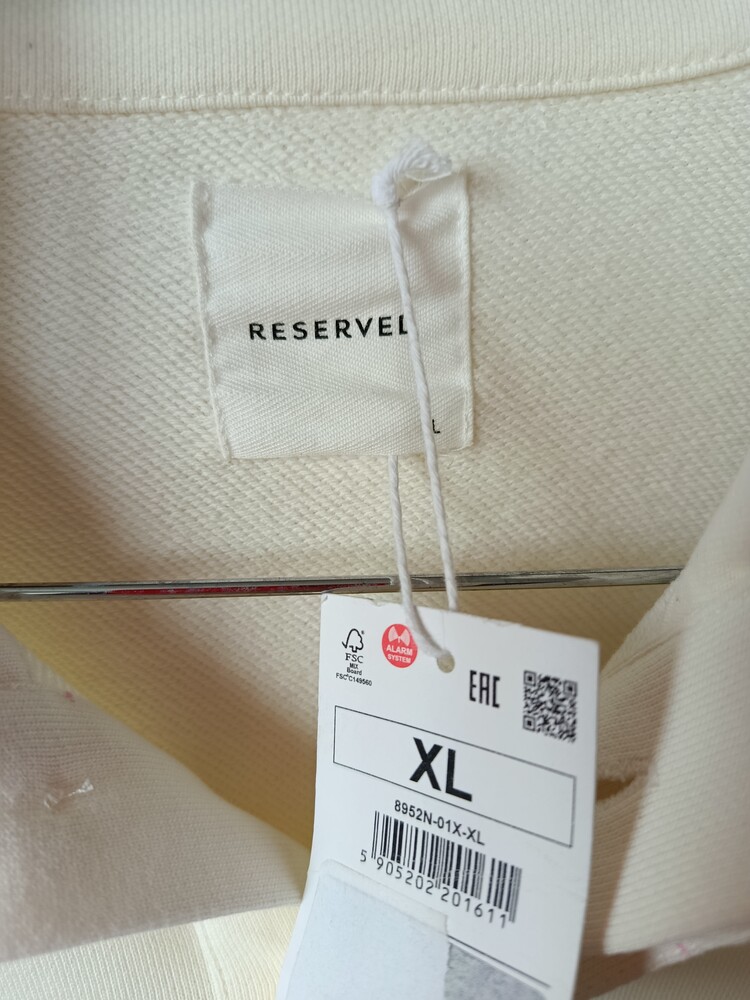 RESERVED
L
FSC
MIX
Board
FSC® C149560
ALARM
SYSTEM
EAC
XL
8952N-01X-XL
5 905202 201611